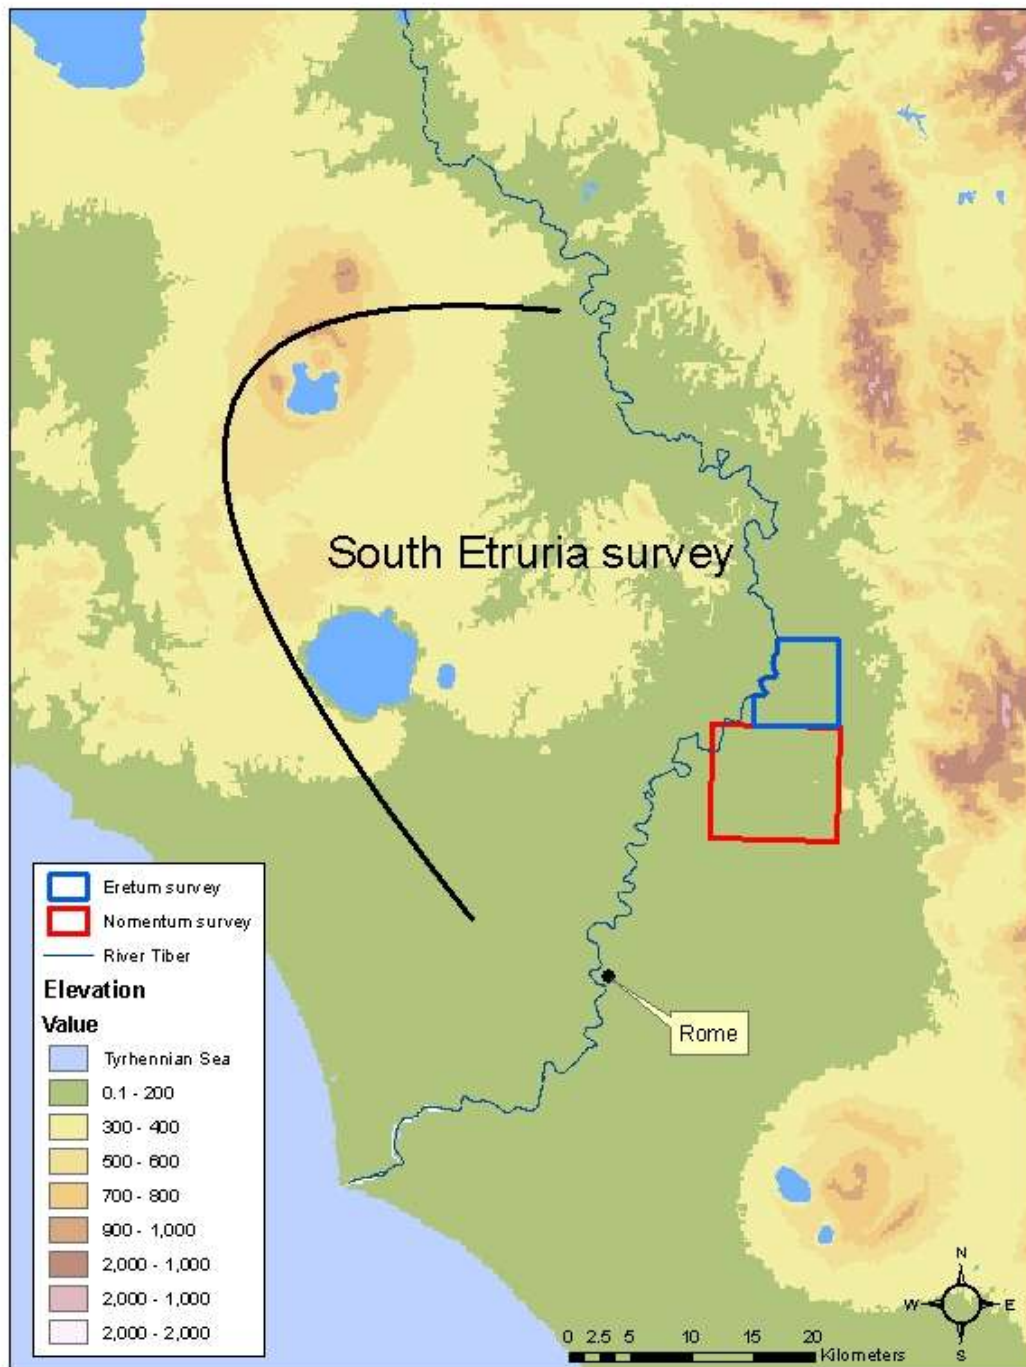 South Etruria survey
Eretum survey
Nomentum survey
River Tiber
Elevation
Value
Tyrhennian Sea
0.1 - 200
300 - 400
500 - 600
700 - 800
900 - 1,000
2,000 - 1,000
2,000 - 1,000
2,000 - 2,000
Rome
N
W E
S
0 2.5 5 10 15 20
Kilometers